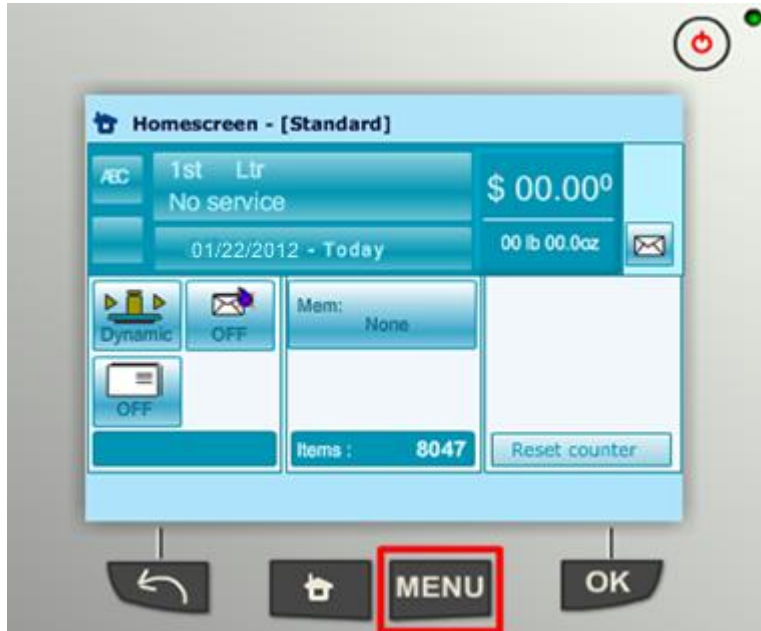 Homescreen - [Standard]
ABC
1st Ltr
No service
$ 00.00⁰
01/22/2012 - Today
00 lb 00.0oz
Dynamic
OFF
Mem:
None
OFF
Items : 8047
Reset counter
MENU
OK